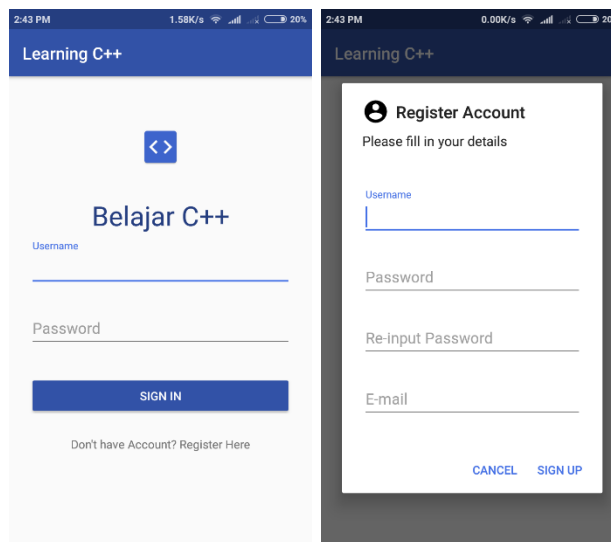 2:43 PM 1.58K/s 20%
Learning C++
Belajar C++
Username
Password
SIGN IN
Don't have Account? Register Here
2:43 PM 0.00K/s 20
Learning C++
Register Account
Please fill in your details
Username
Password
Re-input Password
E-mail
CANCEL SIGN UP